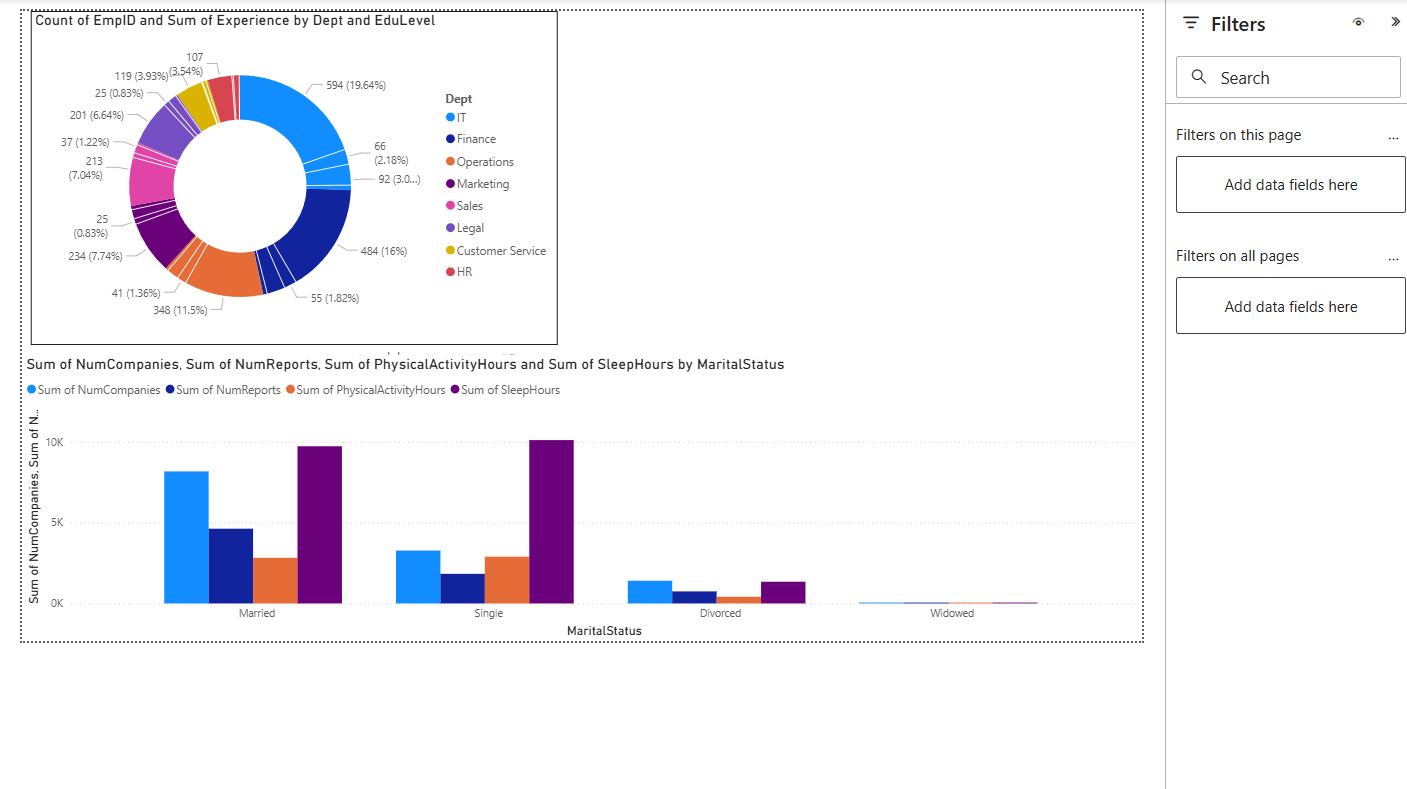 Count of EmpID and Sum of Experience by Dept and EduLevel
107
(3.54%)
119 (3.93%)
25 (0.83%)
201 (6.64%)
37 (1.22%)
213
(7.04%)
25
(0.83%)
234 (7.74%)
41 (1.36%)
348 (11.5%)
594 (19.64%)
66
(2.18%)
92 (3.0...)
484 (16%)
55 (1.82%)
Dept
IT
Finance
Operations
Marketing
Sales
Legal
Customer Service
HR
Sum of NumCompanies, Sum of NumReports, Sum of PhysicalActivityHours and Sum of SleepHours by MaritalStatus
Sum of NumCompanies Sum of NumReports Sum of PhysicalActivityHours Sum of SleepHours
Sum of NumCompanies, Sum of N...
10K
5K
0K
Married Single Divorced Widowed
MaritalStatus
Filters
Search
Filters on this page ...
Add data fields here
Filters on all pages ...
Add data fields here